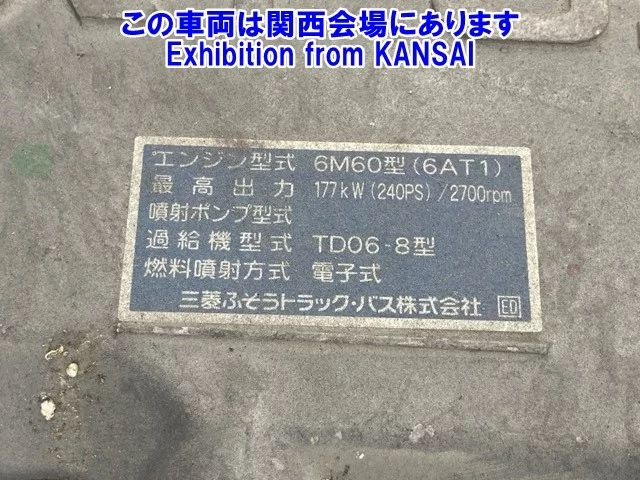 この車両は関西会場にあります
Exhibition from KANSAI
エンジン型式 6M60型(6AT1)
最高出力 177kW(240PS)/2700rpm
噴射ポンプ型式
過給機型式 TD06-8型
燃料噴射方式 電子式
三菱ふそうトラック・バス株式会社 ED